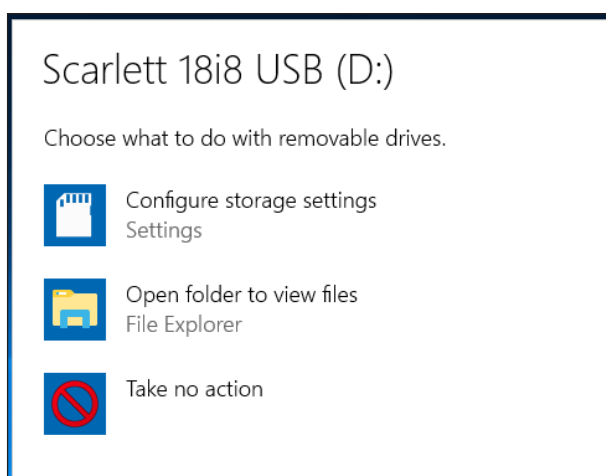 Scarlett 18i8 USB (D:)
Choose what to do with removable drives.
Configure storage settings
Settings
Open folder to view files
File Explorer
Take no action